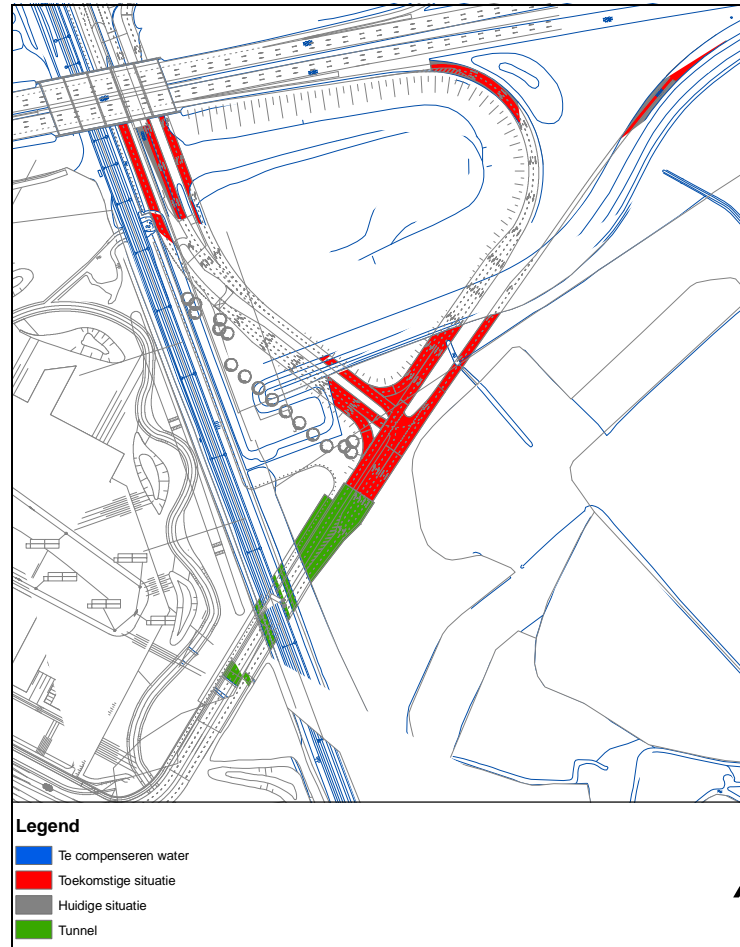 Legend
Te compenseren water
Toekomstige situatie
Huidige situatie
Tunnel